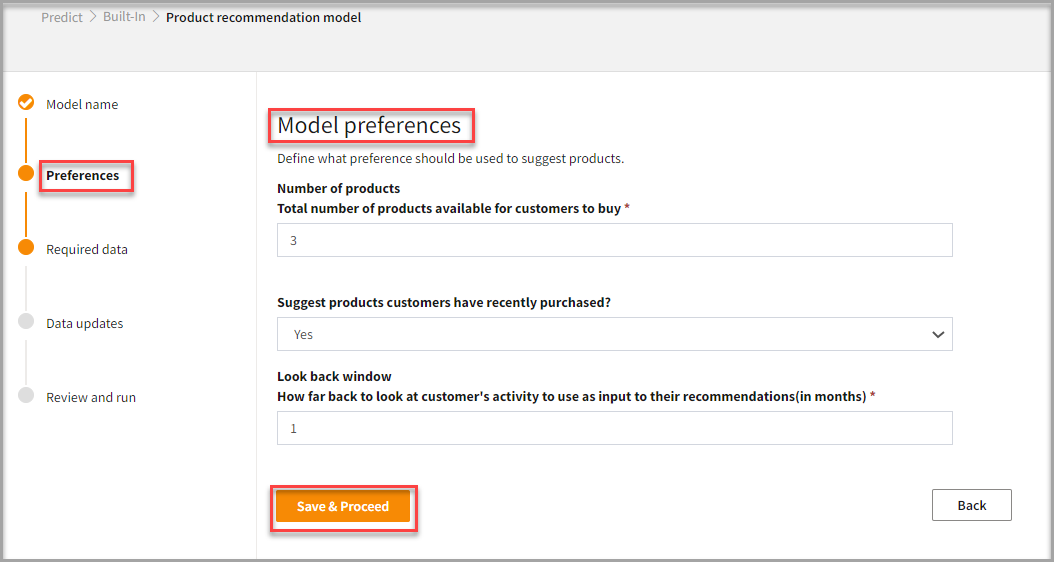 Predict > Built-In > Product recommendation model
Model name
Preferences
Required data
Data updates
Review and run
Model preferences
Define what preference should be used to suggest products.
Number of products
Total number of products available for customers to buy *
3
Suggest products customers have recently purchased?
Yes
Look back window
How far back to look at customer's activity to use as input to their recommendations(in months) *
1
Save & Proceed
Back